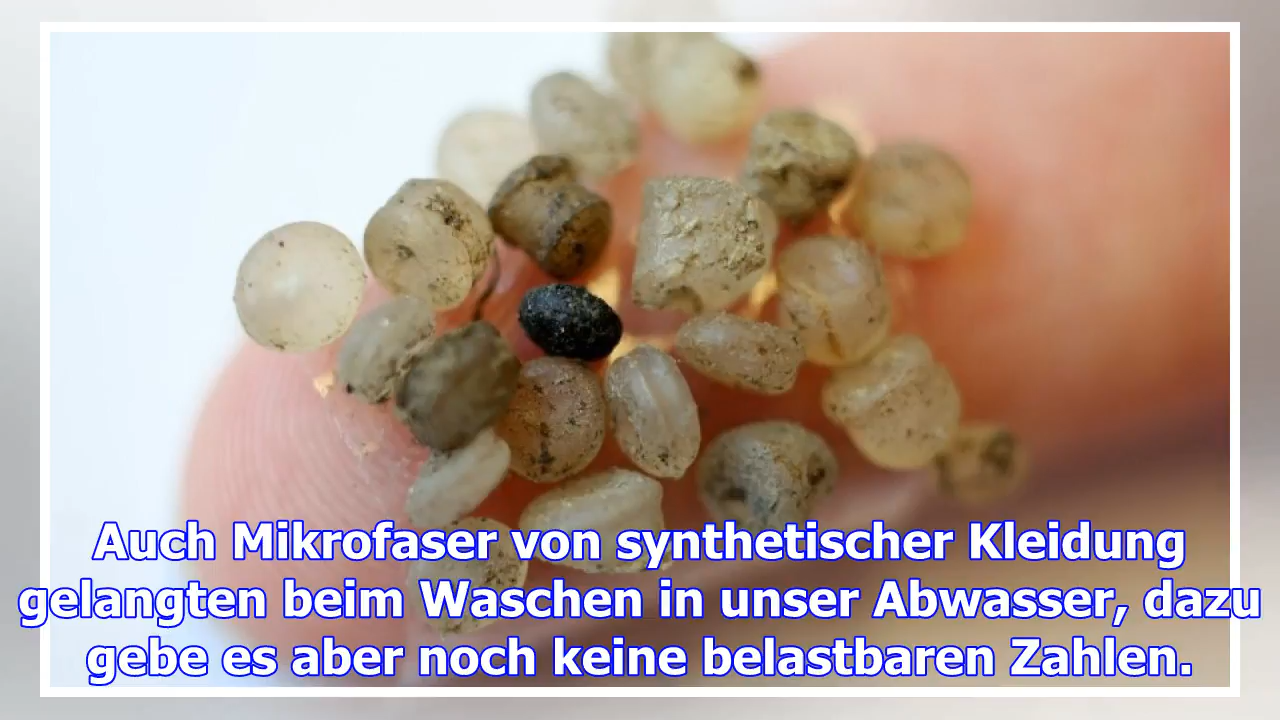 Auch Mikrofaser von synthetischer Kleidung
gelangten beim Waschen in unser Abwasser, dazu
gebe es aber noch keine belastbaren Zahlen.